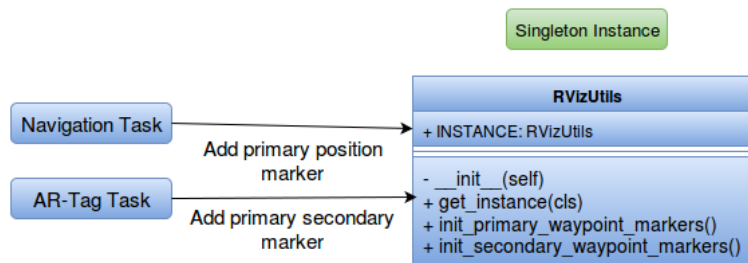 Singleton Instance
RVizUtils
Navigation Task
+ INSTANCE: RVizUtils
Add primary position
marker
AR-Tag Task
Add primary secondary
marker
- __init__(self)
+ get_instance(cls)
+ init_primary_waypoint_markers()
+ init_secondary_waypoint_markers()